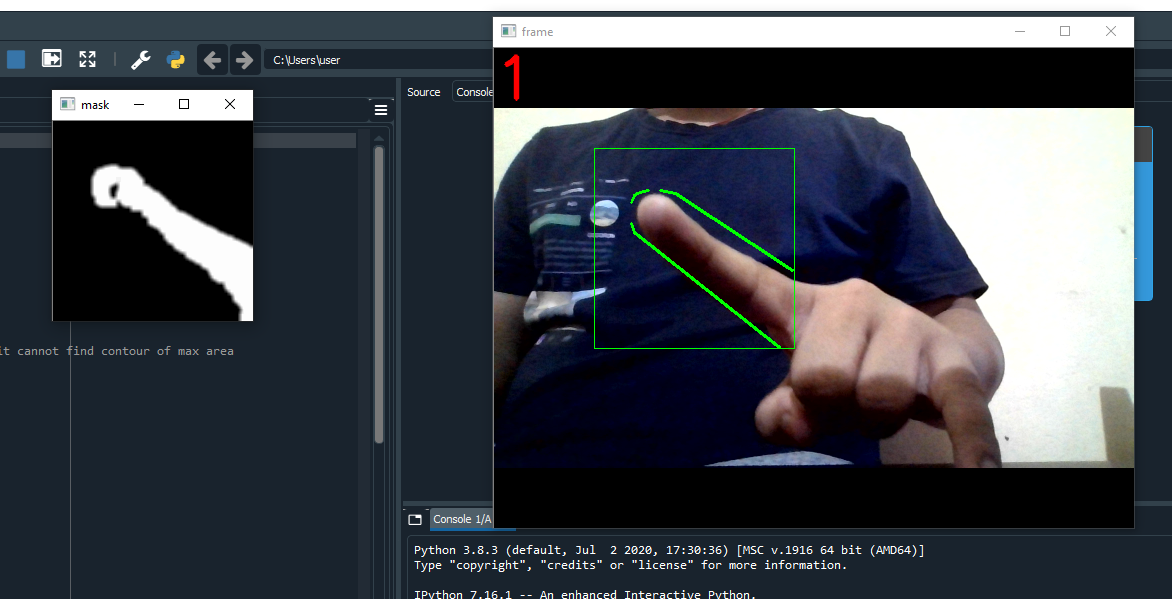 C:\Users\user
mask
frame
1
Source
Console
it cannot find contour of max area
Console 1/A
Python 3.8.3 (default, Jul  2 2020, 17:30:36) [MSC v.1916 64 bit (AMD64)]
Type "copyright", "credits" or "license" for more information.
IPython 7.16.1 -- An enhanced Interactive Python.